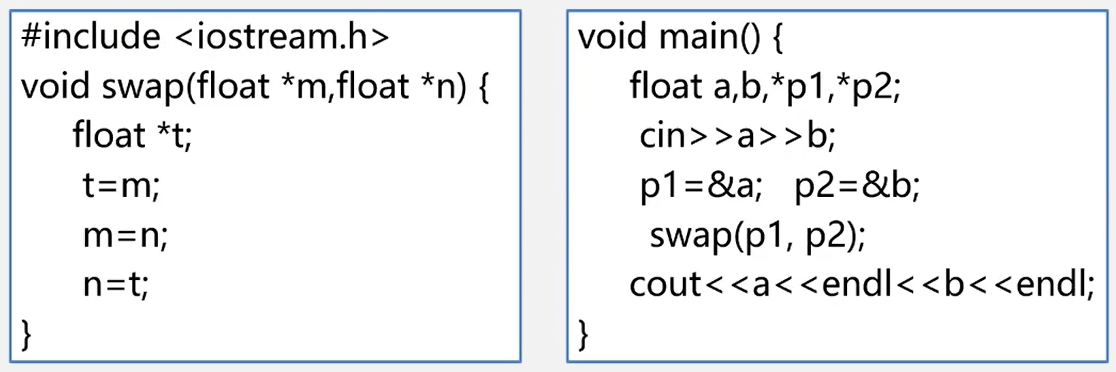 #include <iostream.h>
void swap(float *m,float *n) {
float *t;
t=m;
m=n;
n=t;
}
void main() {
float a,b,*p1,*p2;
cin>>a>>b;
p1=&a; p2=&b;
swap(p1, p2);
cout<<a<<endl<<b<<endl;
}